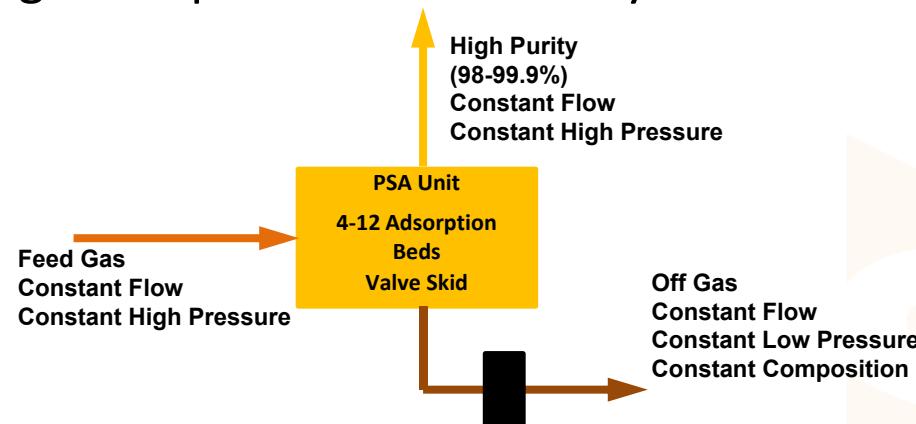 High Purity
(98-99.9%)
Constant Flow
Constant High Pressure
PSA Unit
4-12 Adsorption
Beds
Valve Skid
Feed Gas
Constant Flow
Constant High Pressure
Off Gas
Constant Flow
Constant Low Pressure
Constant Composition